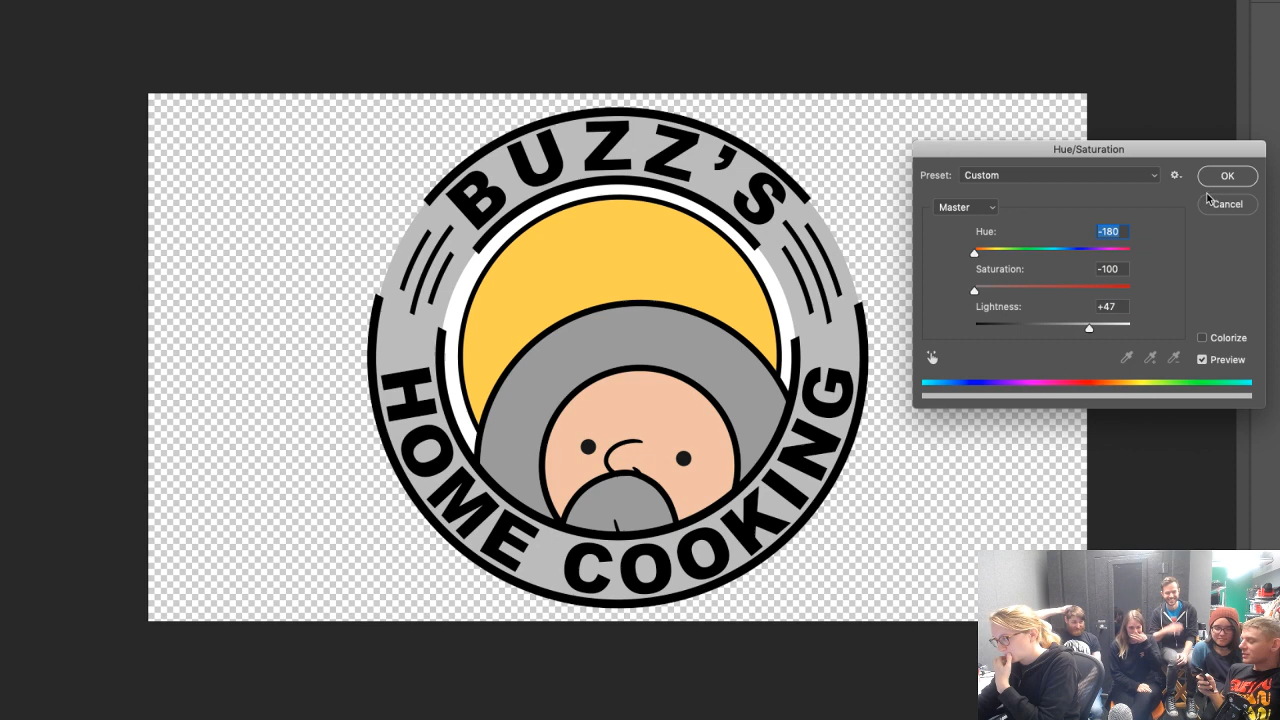 BUZZ'S
HOME COOKING
Hue/Saturation
Preset: Custom
OK
Cancel
Master
Hue: -180
Saturation: -100
Lightness: +47
Colorize
Preview